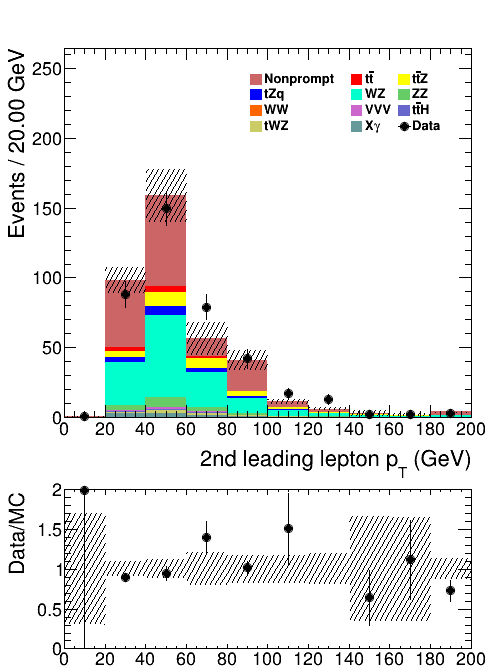 Events / 20.00 GeV
250
200
150
100
50
0
Nonprompt tt̄ tt̄Z
tZq WZ ZZ
WW VVV tt̄H
tWZ Xγ Data
0 20 40 60 80 100 120 140 160 180 200
2nd leading lepton p_T (GeV)
Data/MC
2
1.5
1
0.5
0
0 20 40 60 80 100 120 140 160 180 200